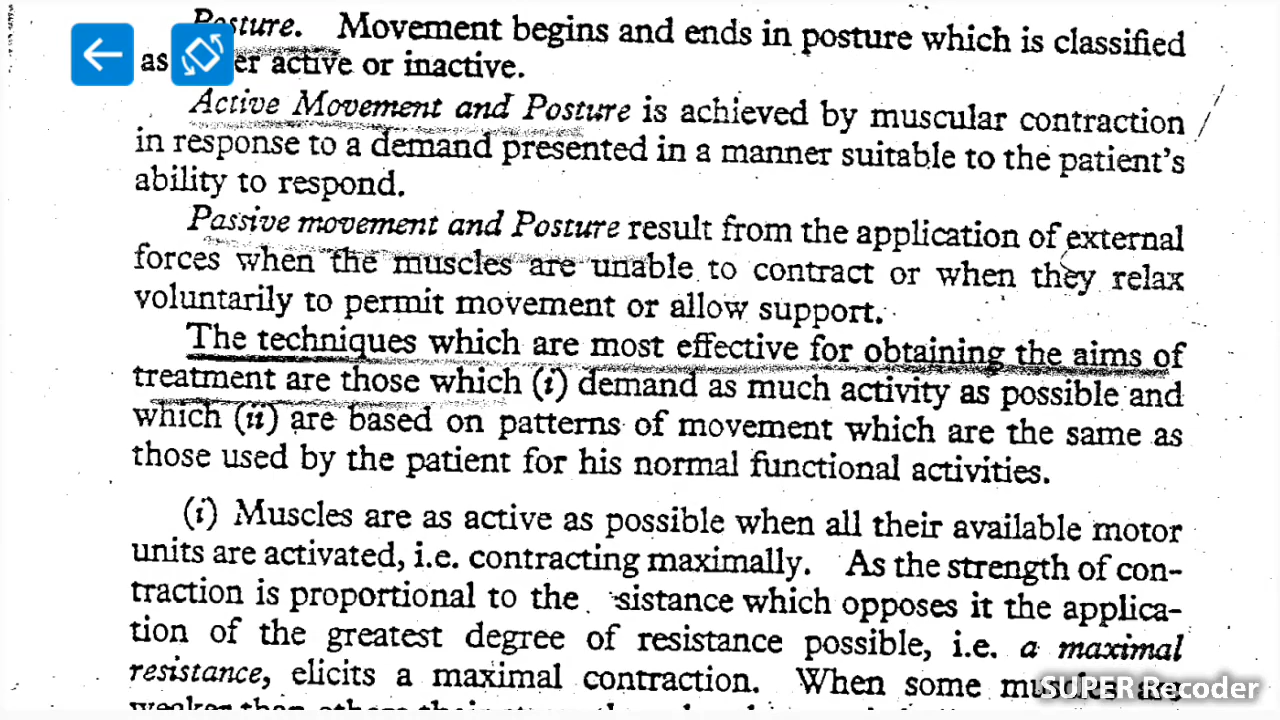 Posture. Movement begins and ends in posture which is classified
as er active or inactive.
Active Movement and Posture is achieved by muscular contraction
in response to a demand presented in a manner suitable to the patient's
ability to respond.
Passive movement and Posture result from the application of external
forces when the muscles are unable to contract or when they relax
voluntarily to permit movement or allow support.
The techniques which are most effective for obtaining the aims of
treatment are those which (i) demand as much activity as possible and
which (ii) are based on patterns of movement which are the same as
those used by the patient for his normal functional activities.
(i) Muscles are as active as possible when all their available motor
units are activated, i.e. contracting maximally. As the strength of con-
traction is proportional to the sistance which opposes it the applica-
tion of the greatest degree of resistance possible, i.e. a maximal
resistance, elicits a maximal contraction. When some muscles are
weaker than others their
SUPER Recoder